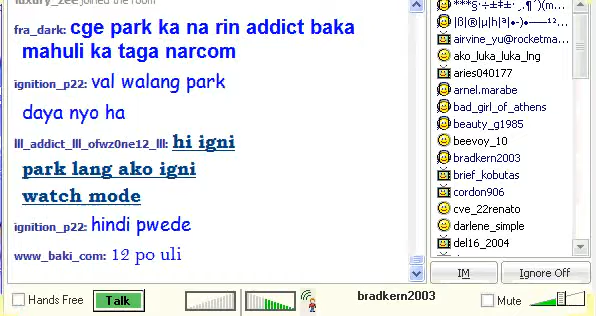 luxury_zee joined the room
fra_dark: cge park ka na rin addict baka
mahuli ka taga narcom
ignition_p22: val walang park
daya nyo ha
lll_addict_lll_ofwz0ne12_lll: hi igni
park lang ako igni
watch mode
ignition_p22: hindi pwede
www_baki_com: 12 po uli
airvine_yu@rocketma...
ako_luka_luka_lng
aries040177
arnel.marabe
bad_girl_of_athens
beauty_g1985
beevoy_10
bradkern2003
brief_kobutas
cordon906
cve_22renato
darlene_simple
del16_2004
IM
Ignore Off
Hands Free
Talk
bradkern2003
Mute